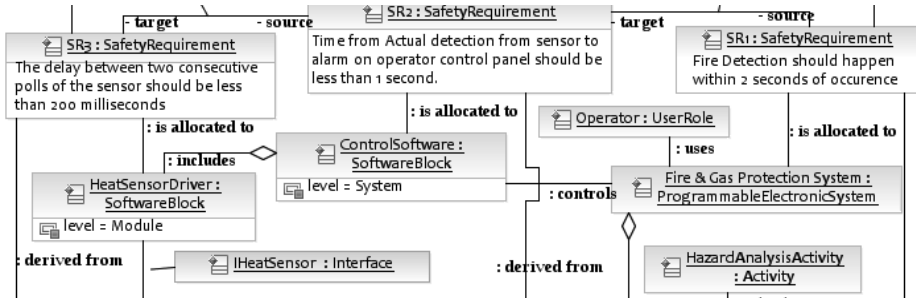 - target
- source
SR2 : SafetyRequirement
Time from Actual detection from sensor to
alarm on operator control panel should be
less than 1 second.
- target
- source
SR3 : SafetyRequirement
The delay between two consecutive
polls of the sensor should be less
than 200 milliseconds
SR1 : SafetyRequirement
Fire Detection should happen
within 2 seconds of occurence
: is allocated to
: is allocated to
: is allocated to
Operator : UserRole
: uses
: includes
ControlSoftware :
SoftwareBlock
level = System
HeatSensorDriver :
SoftwareBlock
level = Module
: controls
Fire & Gas Protection System :
ProgrammableElectronicSystem
: derived from
IHeatSensor : Interface
: derived from
HazardAnalysisActivity
: Activity